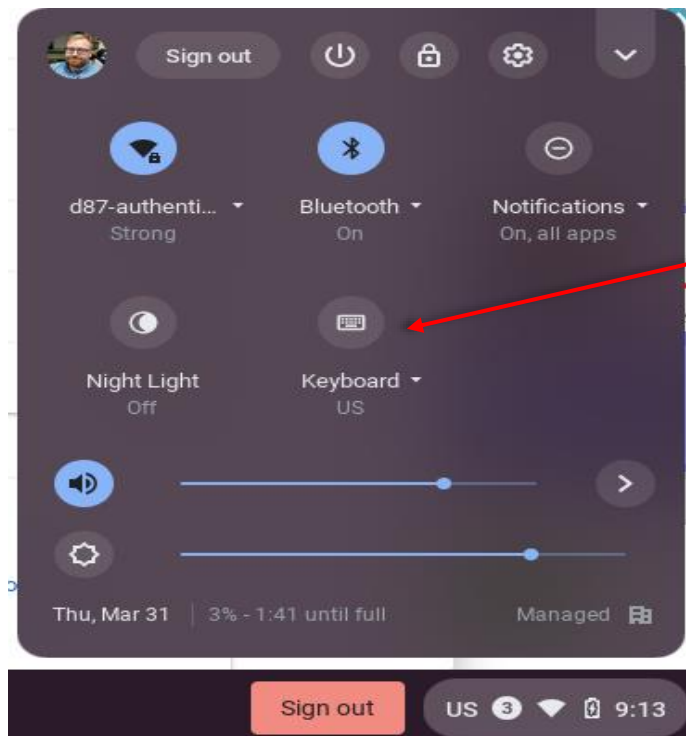 Sign out
d87-authenti... Bluetooth Notifications
Strong On On, all apps
Night Light Keyboard
Off US
Thu, Mar 31 3% - 1:41 until full Managed
Sign out US 3 9:13